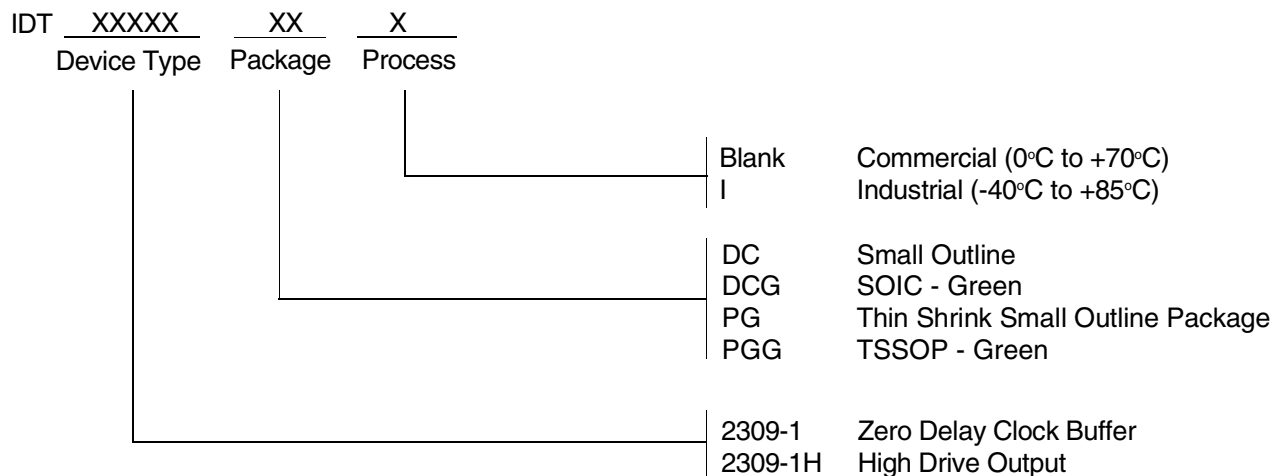 IDT XXXXX XX X
Device Type Package Process
Blank Commercial (0°C to +70°C)
I Industrial (-40°C to +85°C)
DC Small Outline
DCG SOIC - Green
PG Thin Shrink Small Outline Package
PGG TSSOP - Green
2309-1 Zero Delay Clock Buffer
2309-1H High Drive Output